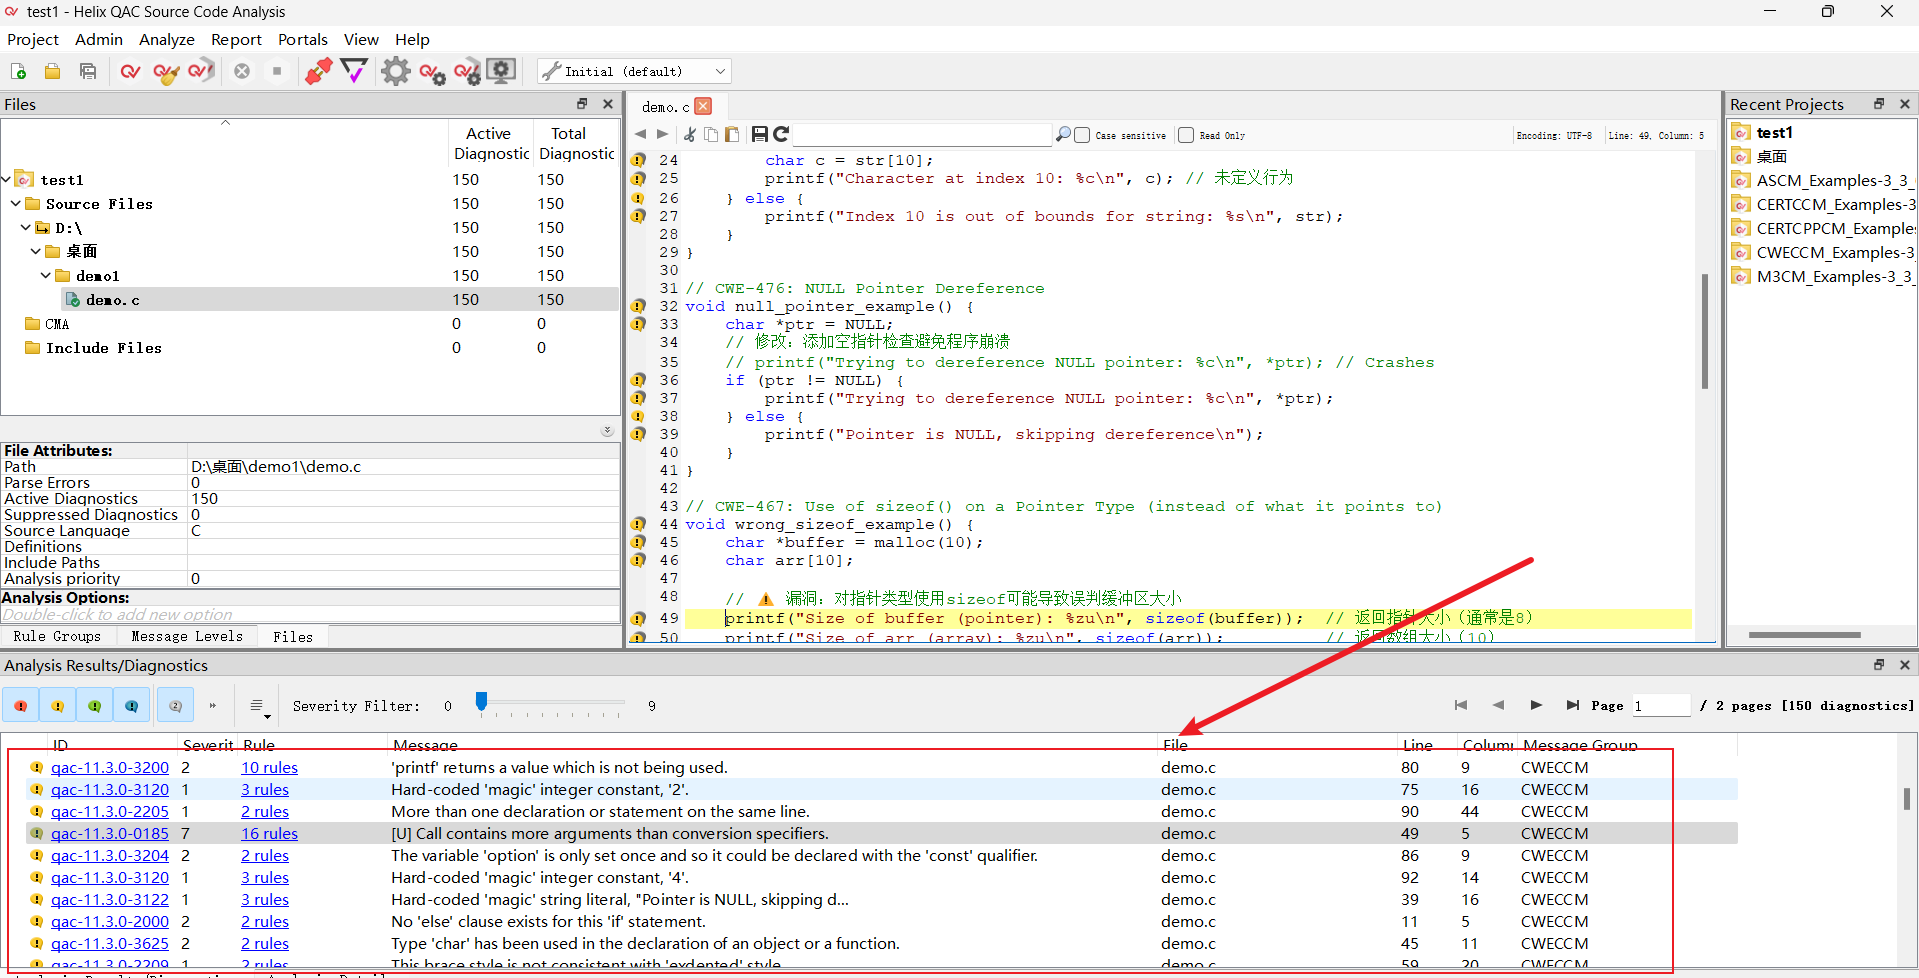 test1 - Helix QAC Source Code Analysis
Project Admin Analyze Report Portals View Help
Initial (default)
Files
Active Diagnostic Total Diagnostic
test1 150 150
Source Files 150 150
D:\ 150 150
桌面 150 150
demo1 150 150
demo.c 150 150
CMA 0 0
Include Files 0 0
File Attributes:
Path D:\桌面\demo1\demo.c
Parse Errors 0
Active Diagnostics 150
Suppressed Diagnostics 0
Source Language C
Definitions
Include Paths
Analysis priority 0
Analysis Options:
Double-click to add new option
Rule Groups Message Levels Files
demo.c
Case sensitive Read Only Encoding: UTF-8 Line: 49, Column: 5
24 char c = str[10];
25 printf("Character at index 10: %c\n", c); // 未定义行为
26 } else {
27 printf("Index 10 is out of bounds for string: %s\n", str);
28 }
29 }
30
31 // CWE-476: NULL Pointer Dereference
32 void null_pointer_example() {
33 char *ptr = NULL;
34 // 修改：添加空指针检查避免程序崩溃
35 // printf("Trying to dereference NULL pointer: %c\n", *ptr); // Crashes
36 if (ptr != NULL) {
37 printf("Trying to dereference NULL pointer: %c\n", *ptr);
38 } else {
39 printf("Pointer is NULL, skipping dereference\n");
40 }
41 }
42
43 // CWE-467: Use of sizeof() on a Pointer Type (instead of what it points to)
44 void wrong_sizeof_example() {
45 char *buffer = malloc(10);
46 char arr[10];
47
48 // ⚠ 漏洞：对指针类型使用sizeof可能导致误判缓冲区大小
49 printf("Size of buffer (pointer): %zu\n", sizeof(buffer)); // 返回指针大小（通常是8）
50 printf("Size of arr (array): %zu\n", sizeof(arr)); // 返回数组大小（10）
Recent Projects
test1
桌面
ASCM_Examples-3_3_
CERTCCM_Examples-3
CERTCPPCM_Example
CWECCM_Examples-3
M3CM_Examples-3_3_
Analysis Results/Diagnostics
Severity Filter: 0 9 Page 1 / 2 pages [150 diagnostics]
ID Severit Rule Message File Line Colum Message Group
qac-11.3.0-3200 2 10 rules 'printf' returns a value which is not being used. demo.c 80 9 CWECCM
qac-11.3.0-3120 1 3 rules Hard-coded 'magic' integer constant, '2'. demo.c 75 16 CWECCM
qac-11.3.0-2205 1 2 rules More than one declaration or statement on the same line. demo.c 90 44 CWECCM
qac-11.3.0-0185 7 16 rules [U] Call contains more arguments than conversion specifiers. demo.c 49 5 CWECCM
qac-11.3.0-3204 2 2 rules The variable 'option' is only set once and so it could be declared with the 'const' qualifier. demo.c 86 9 CWECCM
qac-11.3.0-3120 1 3 rules Hard-coded 'magic' integer constant, '4'. demo.c 92 14 CWECCM
qac-11.3.0-3122 1 3 rules Hard-coded 'magic' string literal, "Pointer is NULL, skipping d... demo.c 39 16 CWECCM
qac-11.3.0-2000 2 2 rules No 'else' clause exists for this 'if' statement. demo.c 11 5 CWECCM
qac-11.3.0-3625 2 2 rules Type 'char' has been used in the declaration of an object or a function. demo.c 45 11 CWECCM
qac-11.3.0-2209 1 2 rules This brace style is not consistent with 'extended' style. demo.c 59 20 CWECCM